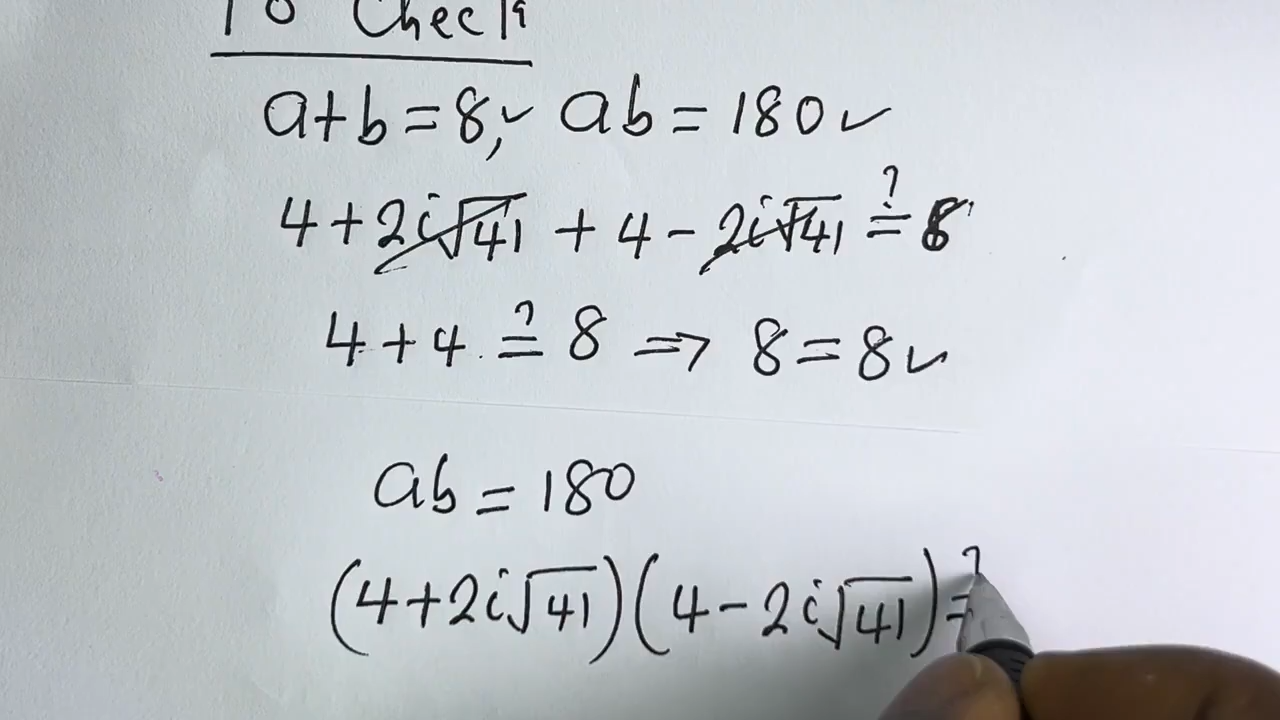 To Check
a+b=8,✓ ab=180✓
4+2i√41 + 4-2i√41 ≟ 8
4+4 ≟ 8 ⇒ 8=8✓
ab=180
(4+2i√41)(4-2i√41)=?